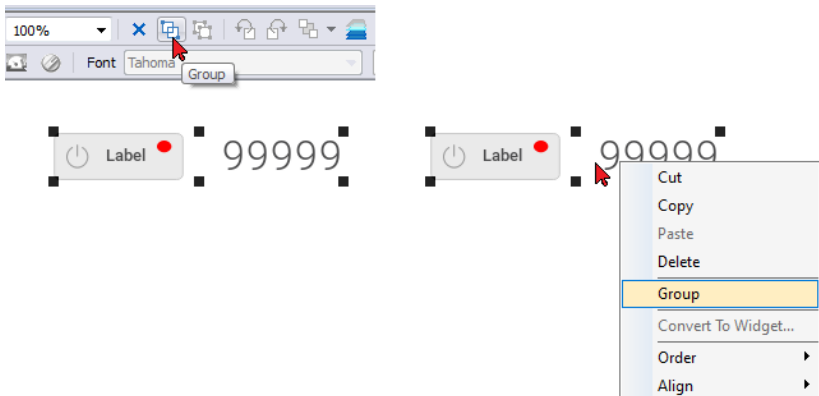 100%
Font Tahoma
Group
Label 99999
Label 99999
Cut
Copy
Paste
Delete
Group
Convert To Widget...
Order
Align